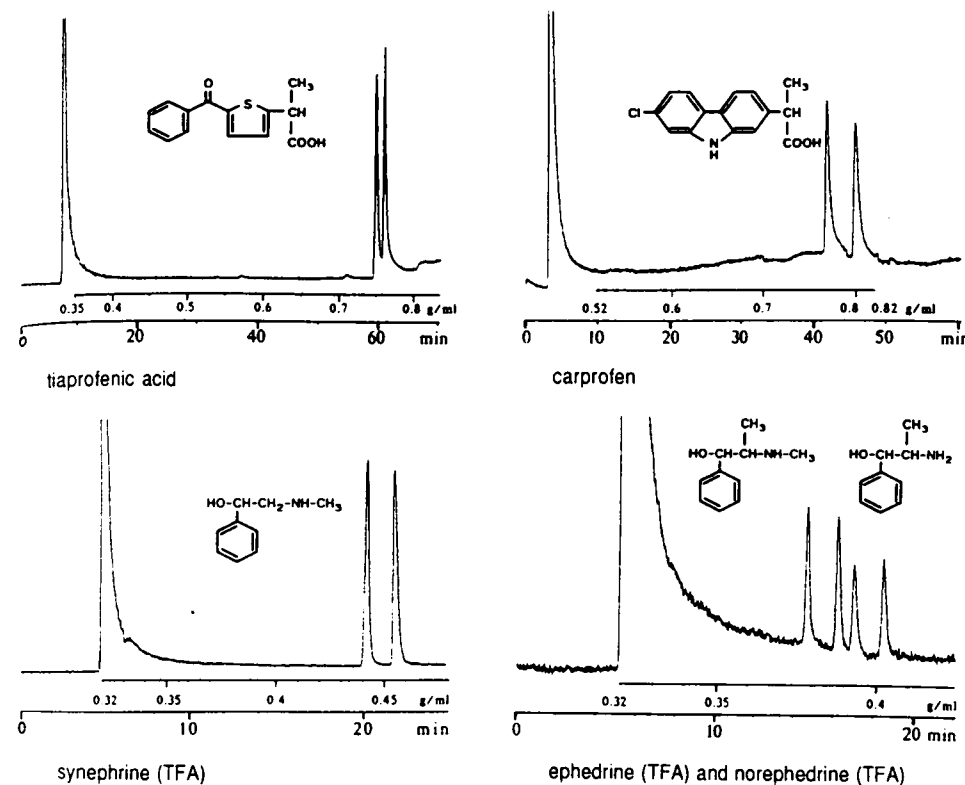 O
CH₃
S
CH
COOH
0.35 0.4 0.5 0.6 0.7 0.8 g/ml
0 20 40 60 min
tiaprofenic acid
CH₃
Cl
CH
N
H
COOH
0.52 0.6 0.7 0.8 0.82 g/ml
0 10 20 30 40 50 min
carprofen
HO-CH-CH₂-NH-CH₃
0.32 0.35 0.4 0.45 g/ml
0 10 20 min
synephrine (TFA)
CH₃
HO-CH-CH-NH-CH₃
CH₃
HO-CH-CH-NH₂
0.32 0.35 0.4 g/ml
0 10 20 min
ephedrine (TFA) and norephedrine (TFA)